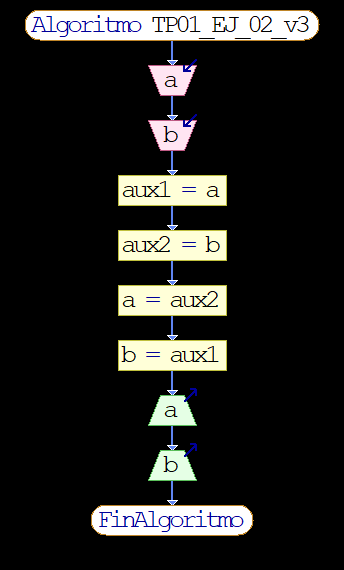 Algoritmo TP01_EJ_02_v3
a
b
aux1 = a
aux2 = b
a = aux2
b = aux1
a
b
FinAlgoritmo